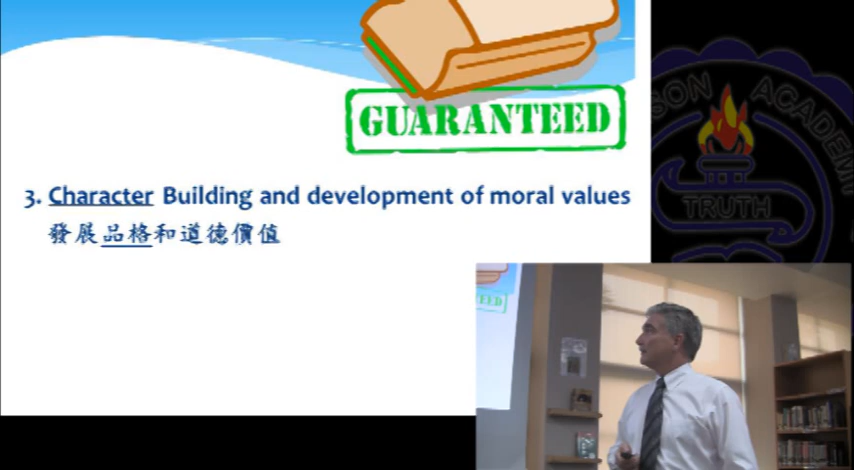 GUARANTEED
3. Character Building and development of moral values
發展品格和道德價值
SON ACADEM
TRUTH
TEED